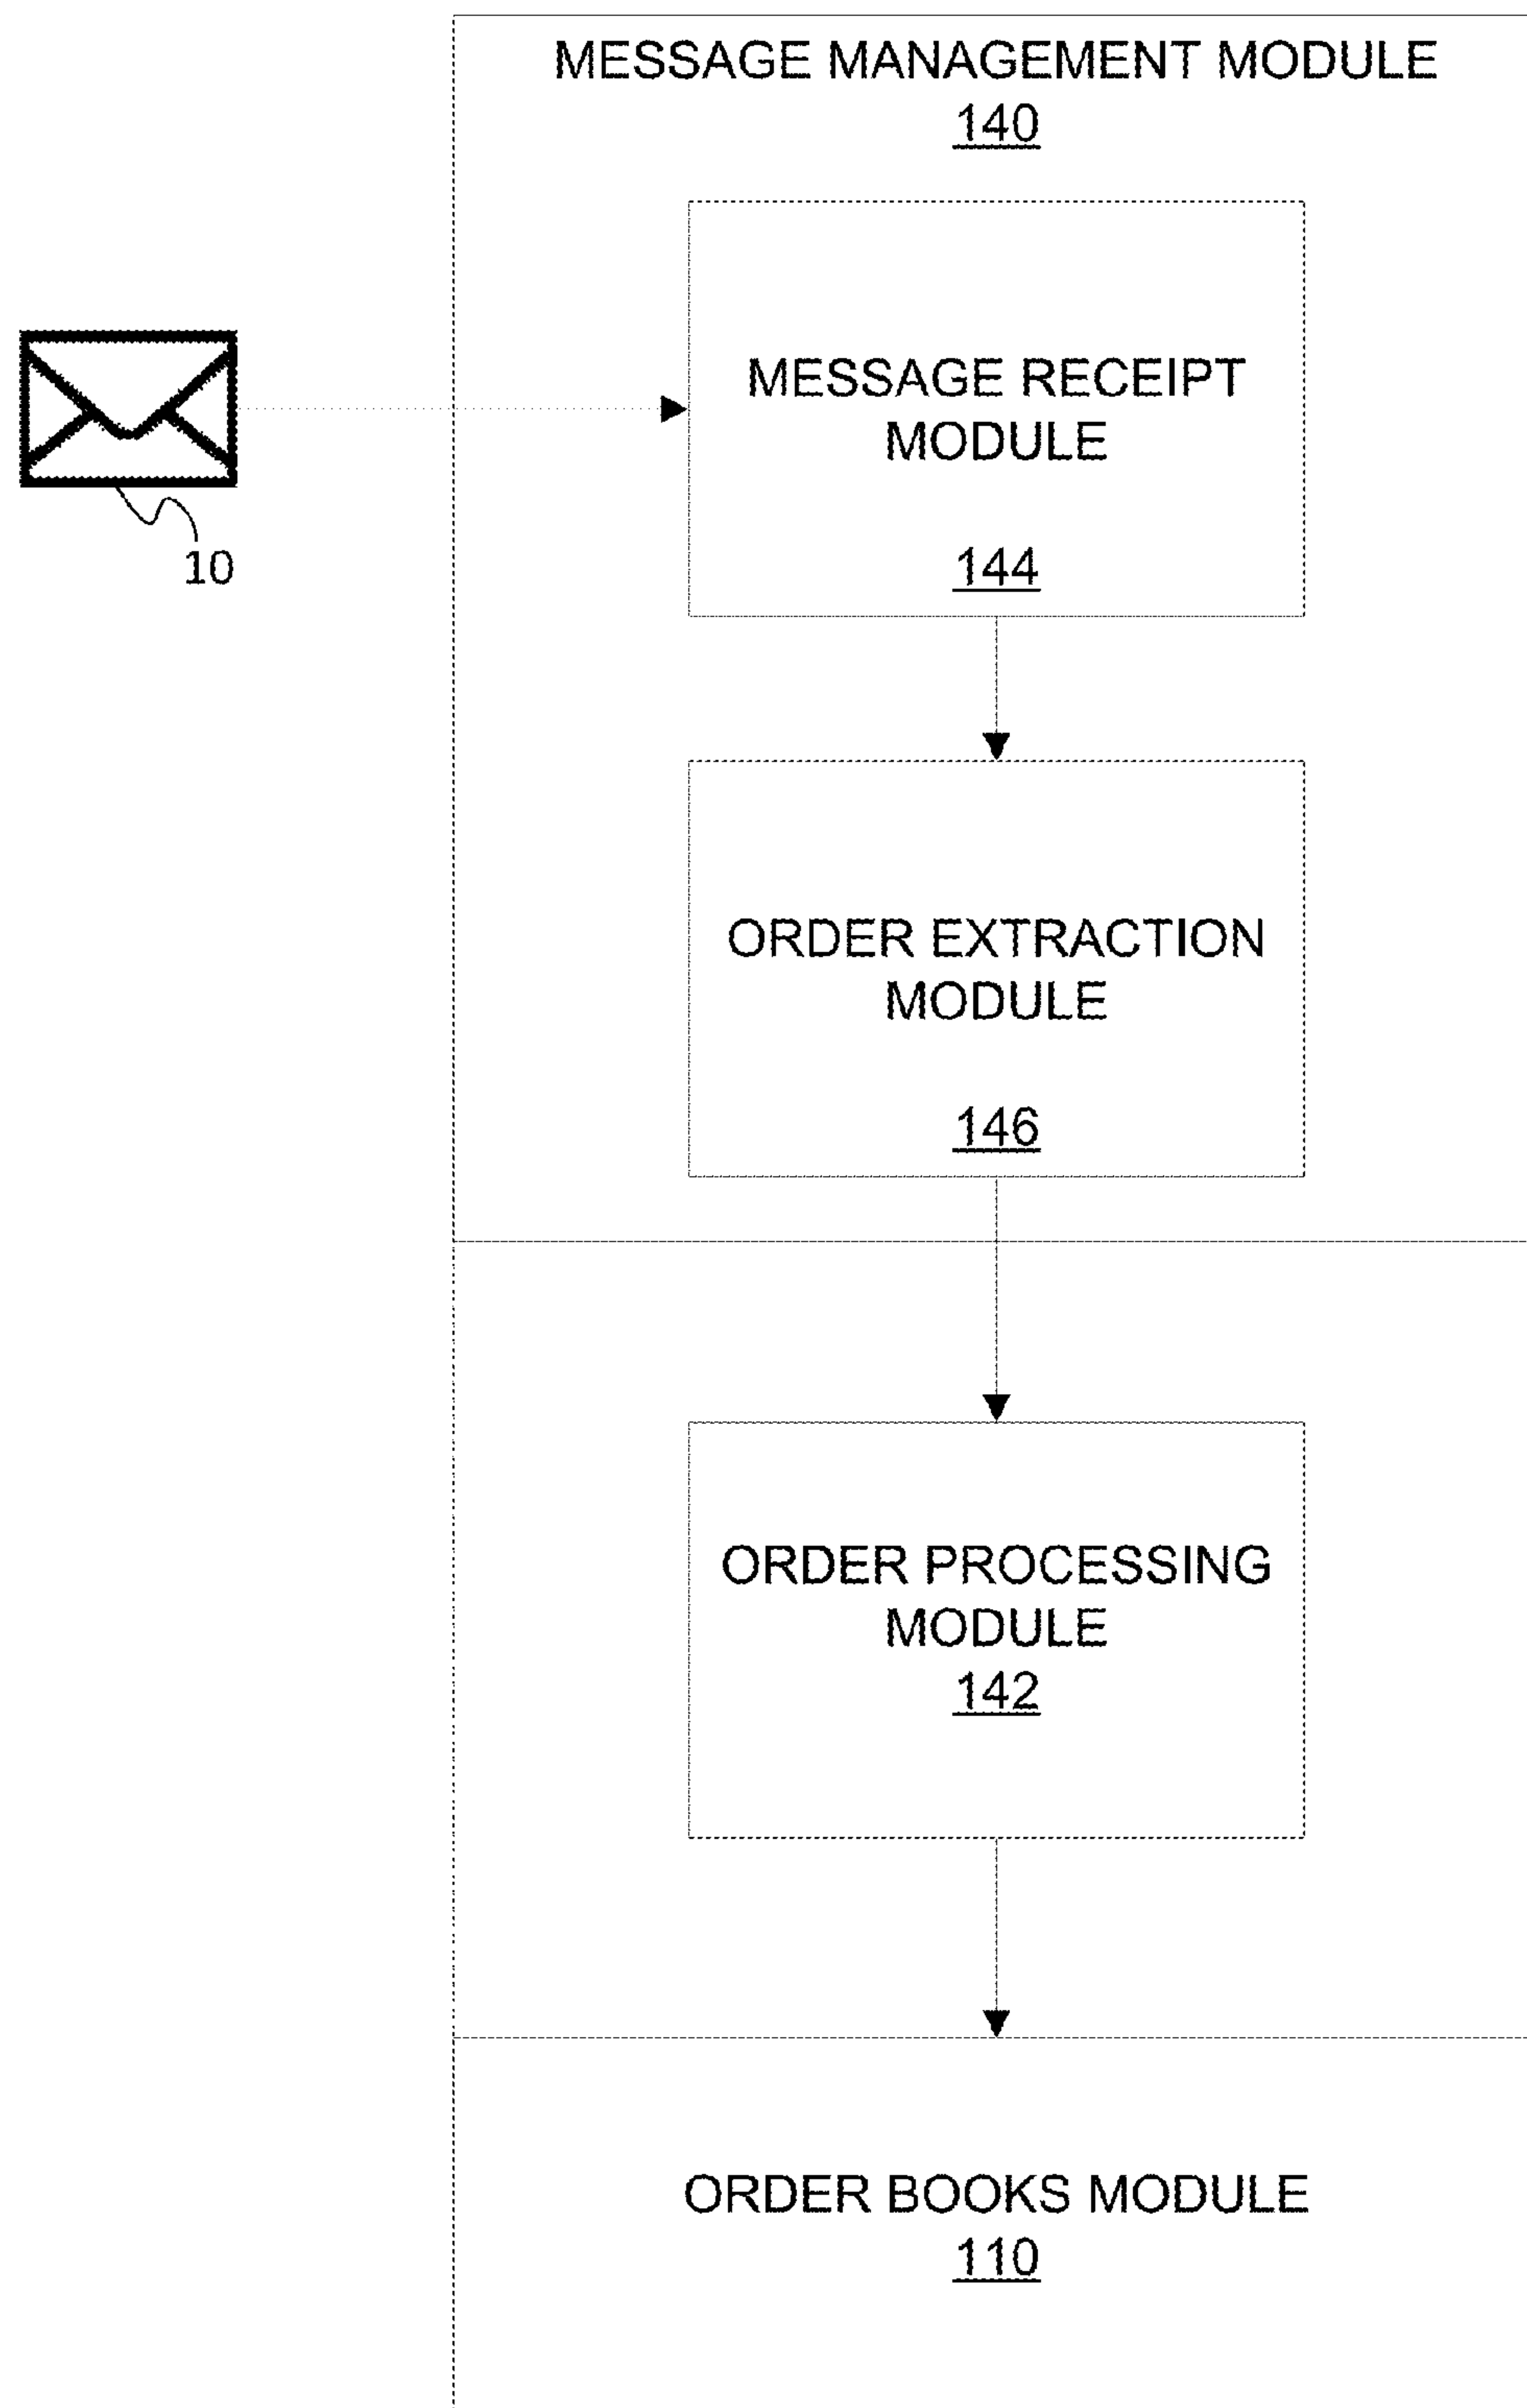 MESSAGE MANAGEMENT MODULE
140
MESSAGE RECEIPT
MODULE
144
10
ORDER EXTRACTION
MODULE
146
ORDER PROCESSING
MODULE
142
ORDER BOOKS MODULE
110